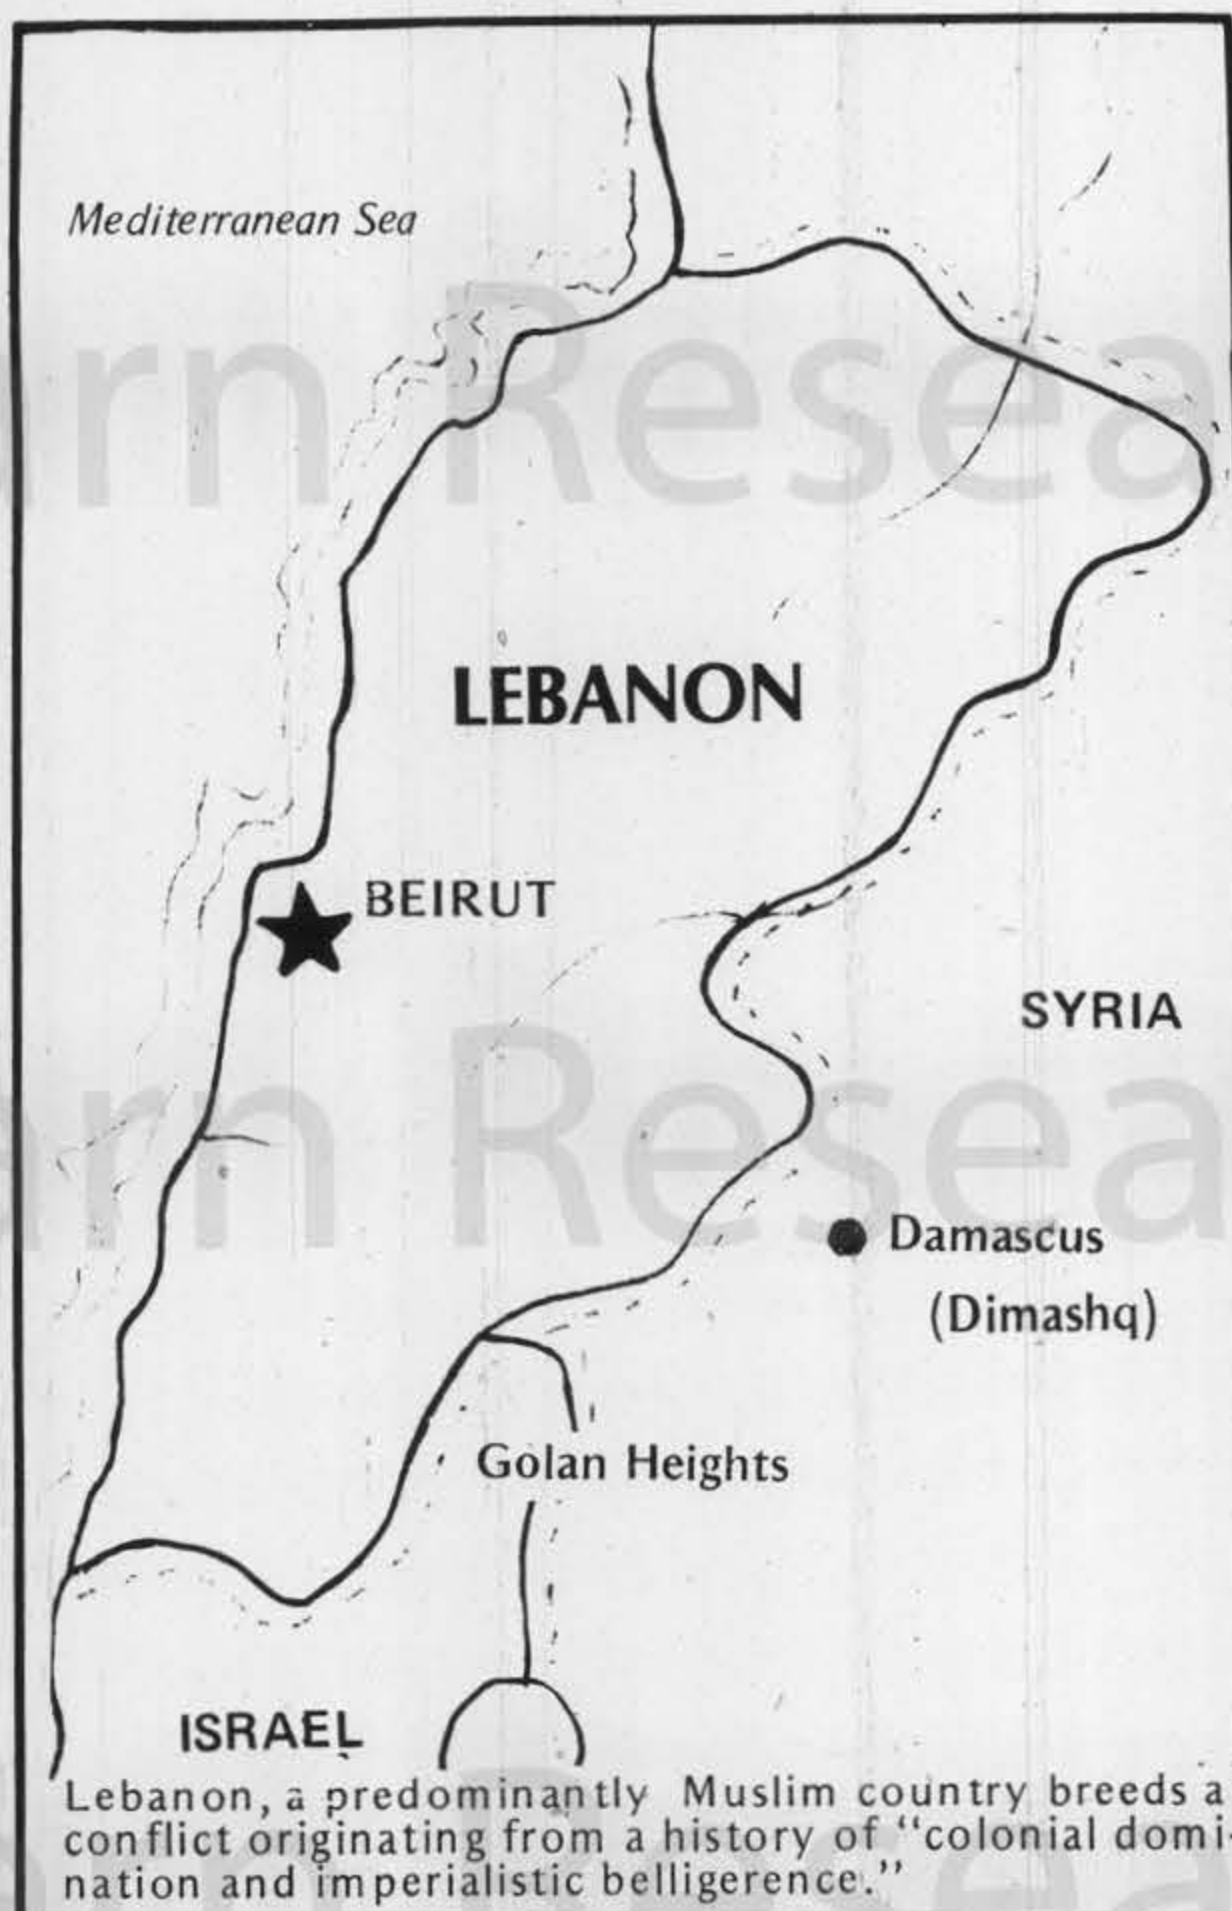 Mediterranean Sea
LEBANON
BEIRUT
SYRIA
Damascus
(Dimashq)
Golan Heights
ISRAEL
Lebanon, a predominantly Muslim country breeds a
conflict originating from a history of “colonial domi-
nation and imperialistic belligerence.”